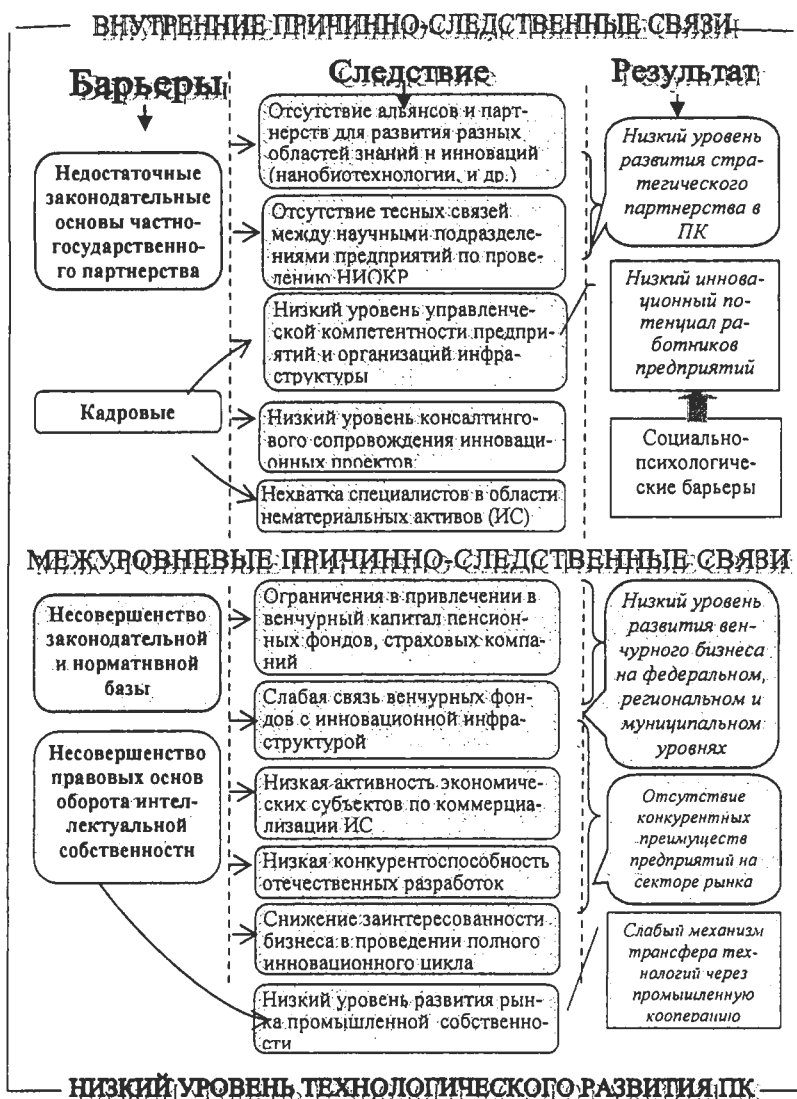 ВНУТРЕННИЕ ПРИЧИННО-СЛЕДСТВЕННЫЕ СВЯЗИ
Барьеры
Следствие
Результат
Недостаточные
законодательные
основы частно-
государственно-
го партнерства
Кадровые
Отсутствие альянсов и парт-
нерств для развития разных
областей знаний и инноваций
(нанобиотехнологии, и др.)
Отсутствие тесных связей
между научными подразделе-
ниями предприятий по прове-
лению НИОКР
Низкий уровень управленче-
ской компетентности предпри-
ятий и организаций инфра-
структуры
Низкий уровень консалтинго-
вого сопровождения инноваци-
онных проектов
Нехватка специалистов в области
нематериальных активов (ИС)
Низкий уровень
развития стра-
тегического
партнерства в
ПК
Низкий иннова-
ционный по-
тенциал ра-
ботников
предприятий
Социально-
психологиче-
ские барьеры
МЕЖУРОВНЕВЫЕ ПРИЧИННО-СЛЕДСТВЕННЫЕ СВЯЗИ
Несовершенство
законодательной
и нормативной
базы
Несовершенство
правовых основ
оборота интел-
лектуальной
собственности
Ограничения в привлечении в
венчурный капитал пенсион-
ных фондов, страховых компа-
ний
Слабая связь венчурных фон-
дов с инновационной инфра-
структурой
Низкая активность экономиче-
ских субъектов по коммерциа-
лизации ИС
Низкая конкурентоспособность
отечественных разработок
Снижение заинтересованности
бизнеса в проведении полного
инновационного цикла
Низкий уровень развития рын-
ка промышленной собственно-
сти
Низкий уровень
развития вен-
чурного бизнеса
на федеральном,
региональном и
муниципальном
уровнях
Отсутствие
конкурентных
преимуществ
предприятий на
секторе рынка
Слабый механизм
трансфера тех-
нологий через
промышленную
кооперацию
НИЗКИЙ УРОВЕНЬ ТЕХНОЛОГИЧЕСКОГО РАЗВИТИЯ ПК